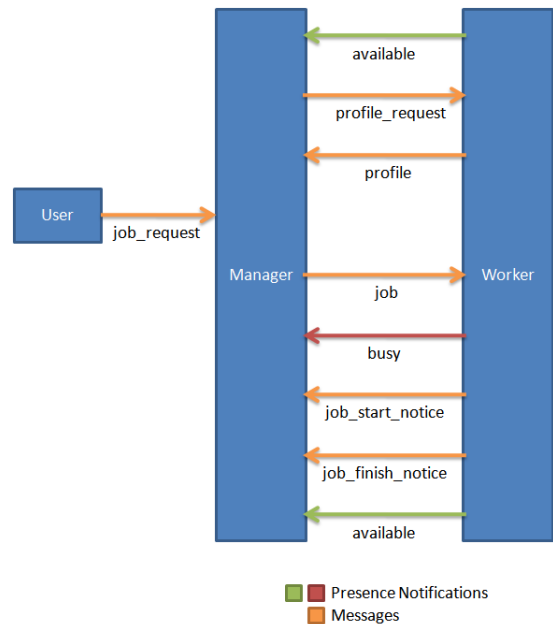 available
profile_request
profile
User
job_request
Manager
job
Worker
busy
job_start_notice
job_finish_notice
available
Presence Notifications
Messages